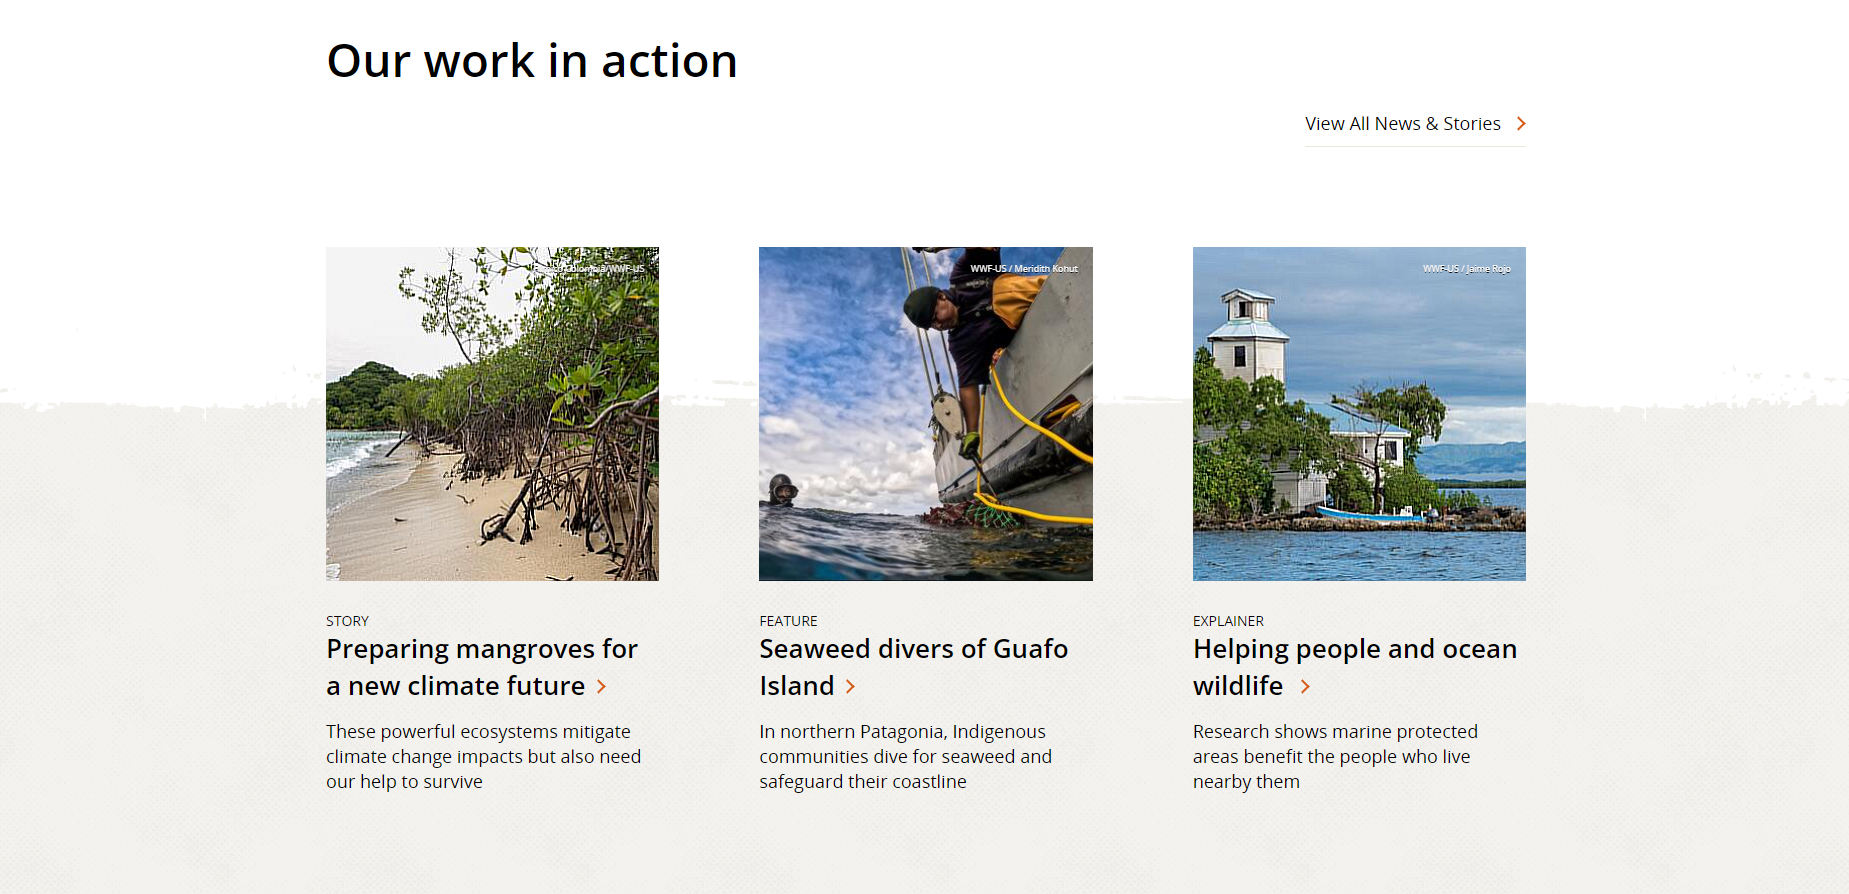 Our work in action
View All News & Stories
Colombia/WWF-US
WWF-US / Meridith Kohut
WWF-US / Jaime Rojo
STORY
Preparing mangroves for
a new climate future
These powerful ecosystems mitigate
climate change impacts but also need
our help to survive
FEATURE
Seaweed divers of Guafo
Island
In northern Patagonia, Indigenous
communities dive for seaweed and
safeguard their coastline
EXPLAINER
Helping people and ocean
wildlife
Research shows marine protected
areas benefit the people who live
nearby them